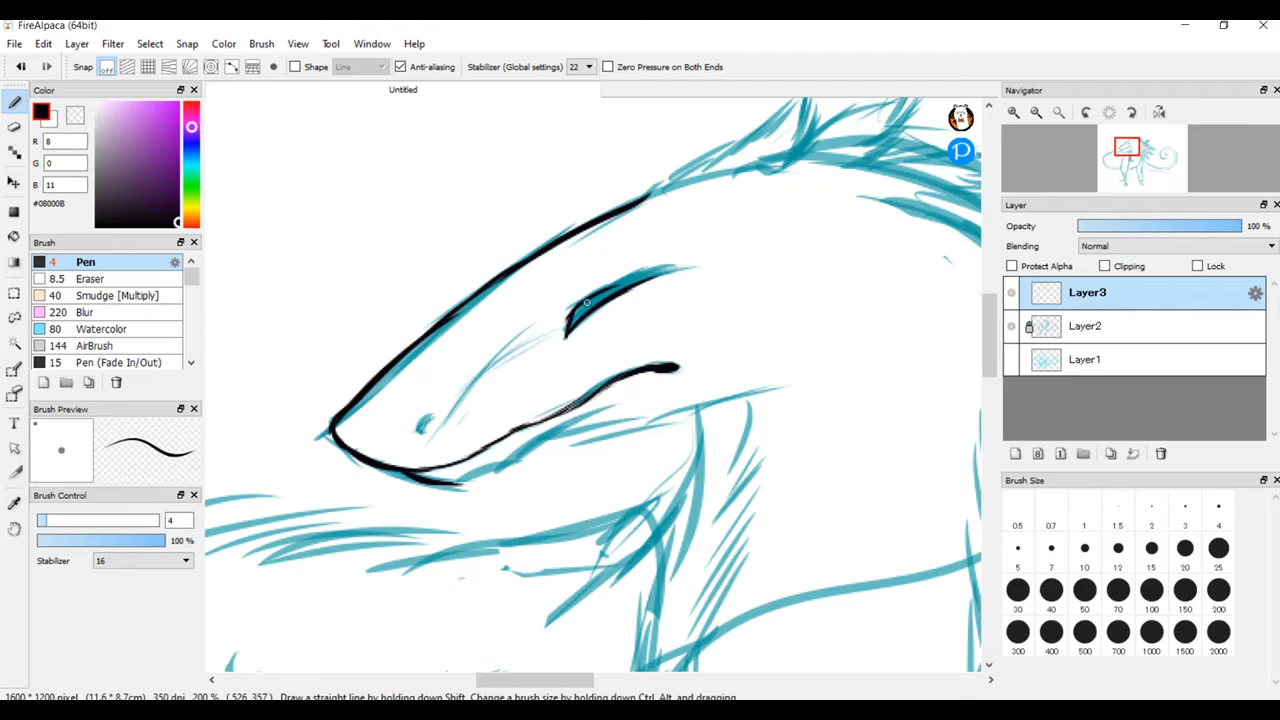 FireAlpaca (64bit)
File Edit Layer Filter Select Snap Color Brush View Tool Window Help
Snap off Shape Line Anti-aliasing Stabilizer (Global settings) 22 Zero Pressure on Both Ends
Color
Untitled
Navigator
R 8
G 0
B 11
#08000B
Layer
Opacity 100 %
Blending Normal
Protect Alpha Clipping Lock
Layer3
Layer2
Layer1
Brush
4 Pen
8.5 Eraser
40 Smudge [Multiply]
220 Blur
80 Watercolor
144 AirBrush
15 Pen (Fade In/Out)
Brush Preview
Brush Control
4
100 %
Stabilizer 16
Brush Size
0.5 0.7 1 1.5 2 3 4
5 7 10 12 15 20 25
30 40 50 70 100 150 200
300 400 500 700 1000 1500 2000
1600 * 1200 pixel (11.6 * 8.7cm) 350 dpi 200 % ( 526, 357 ) Draw a straight line by holding down Shift, Change a brush size by holding down Ctrl, Alt, and dragging